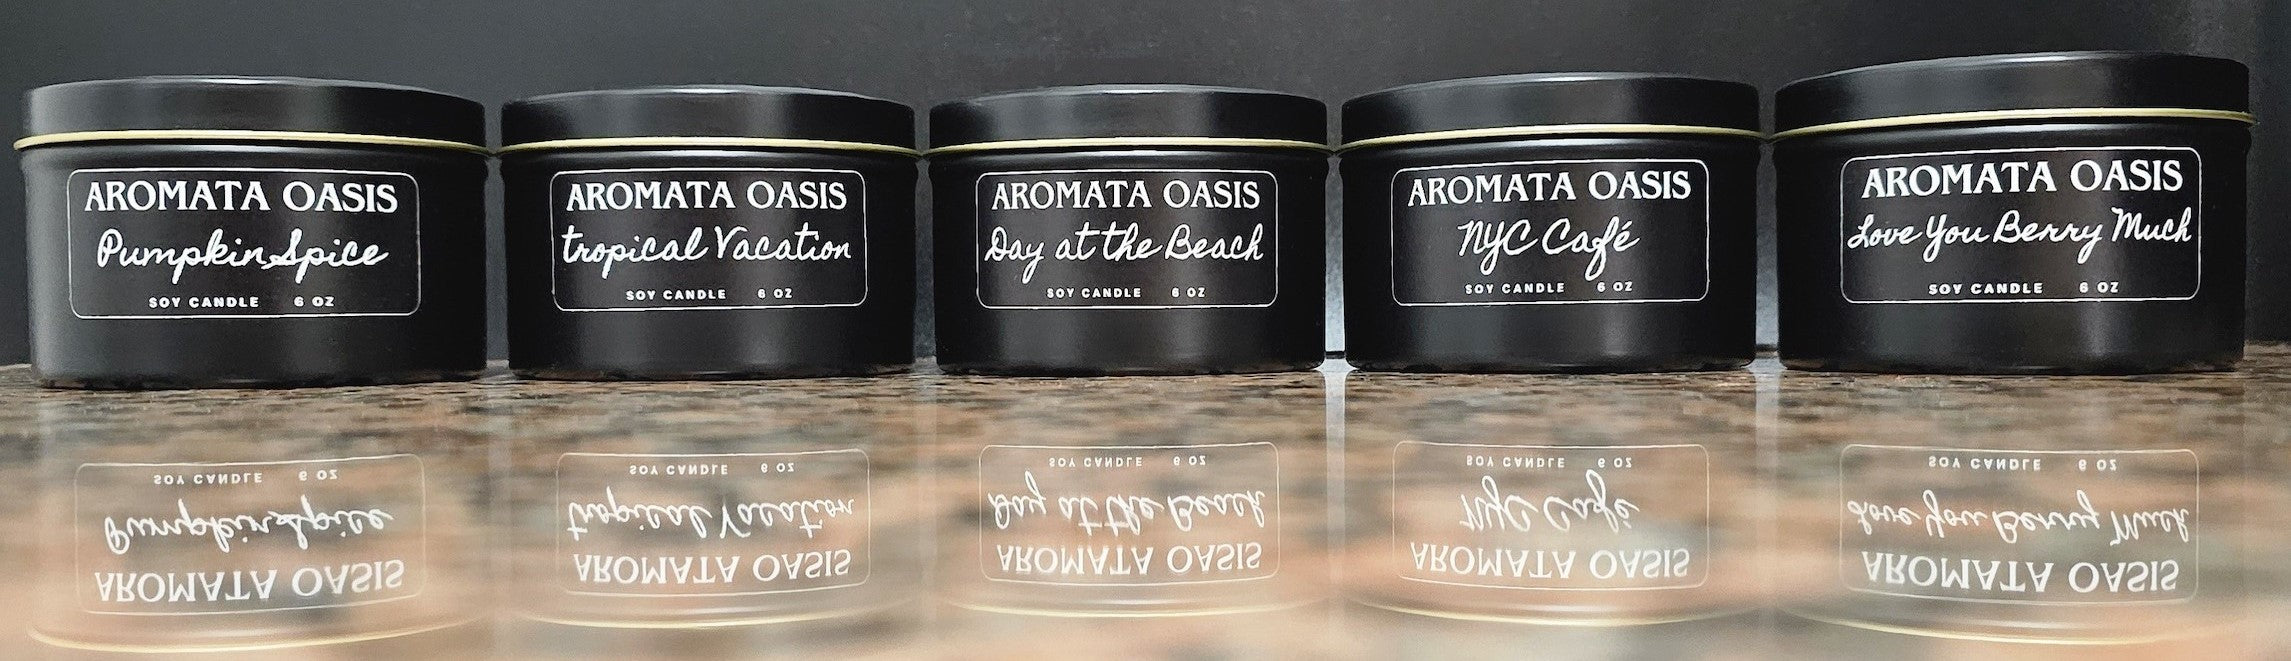 AROMATA OASIS
Pumpkin Spice
SOY CANDLE 6 OZ
AROMATA OASIS
tropical Vacation
SOY CANDLE 6 OZ
AROMATA OASIS
Day at the Beach
SOY CANDLE 6 OZ
AROMATA OASIS
NYC Café
SOY CANDLE 6 OZ
AROMATA OASIS
Love You Berry Much
SOY CANDLE 6 OZ